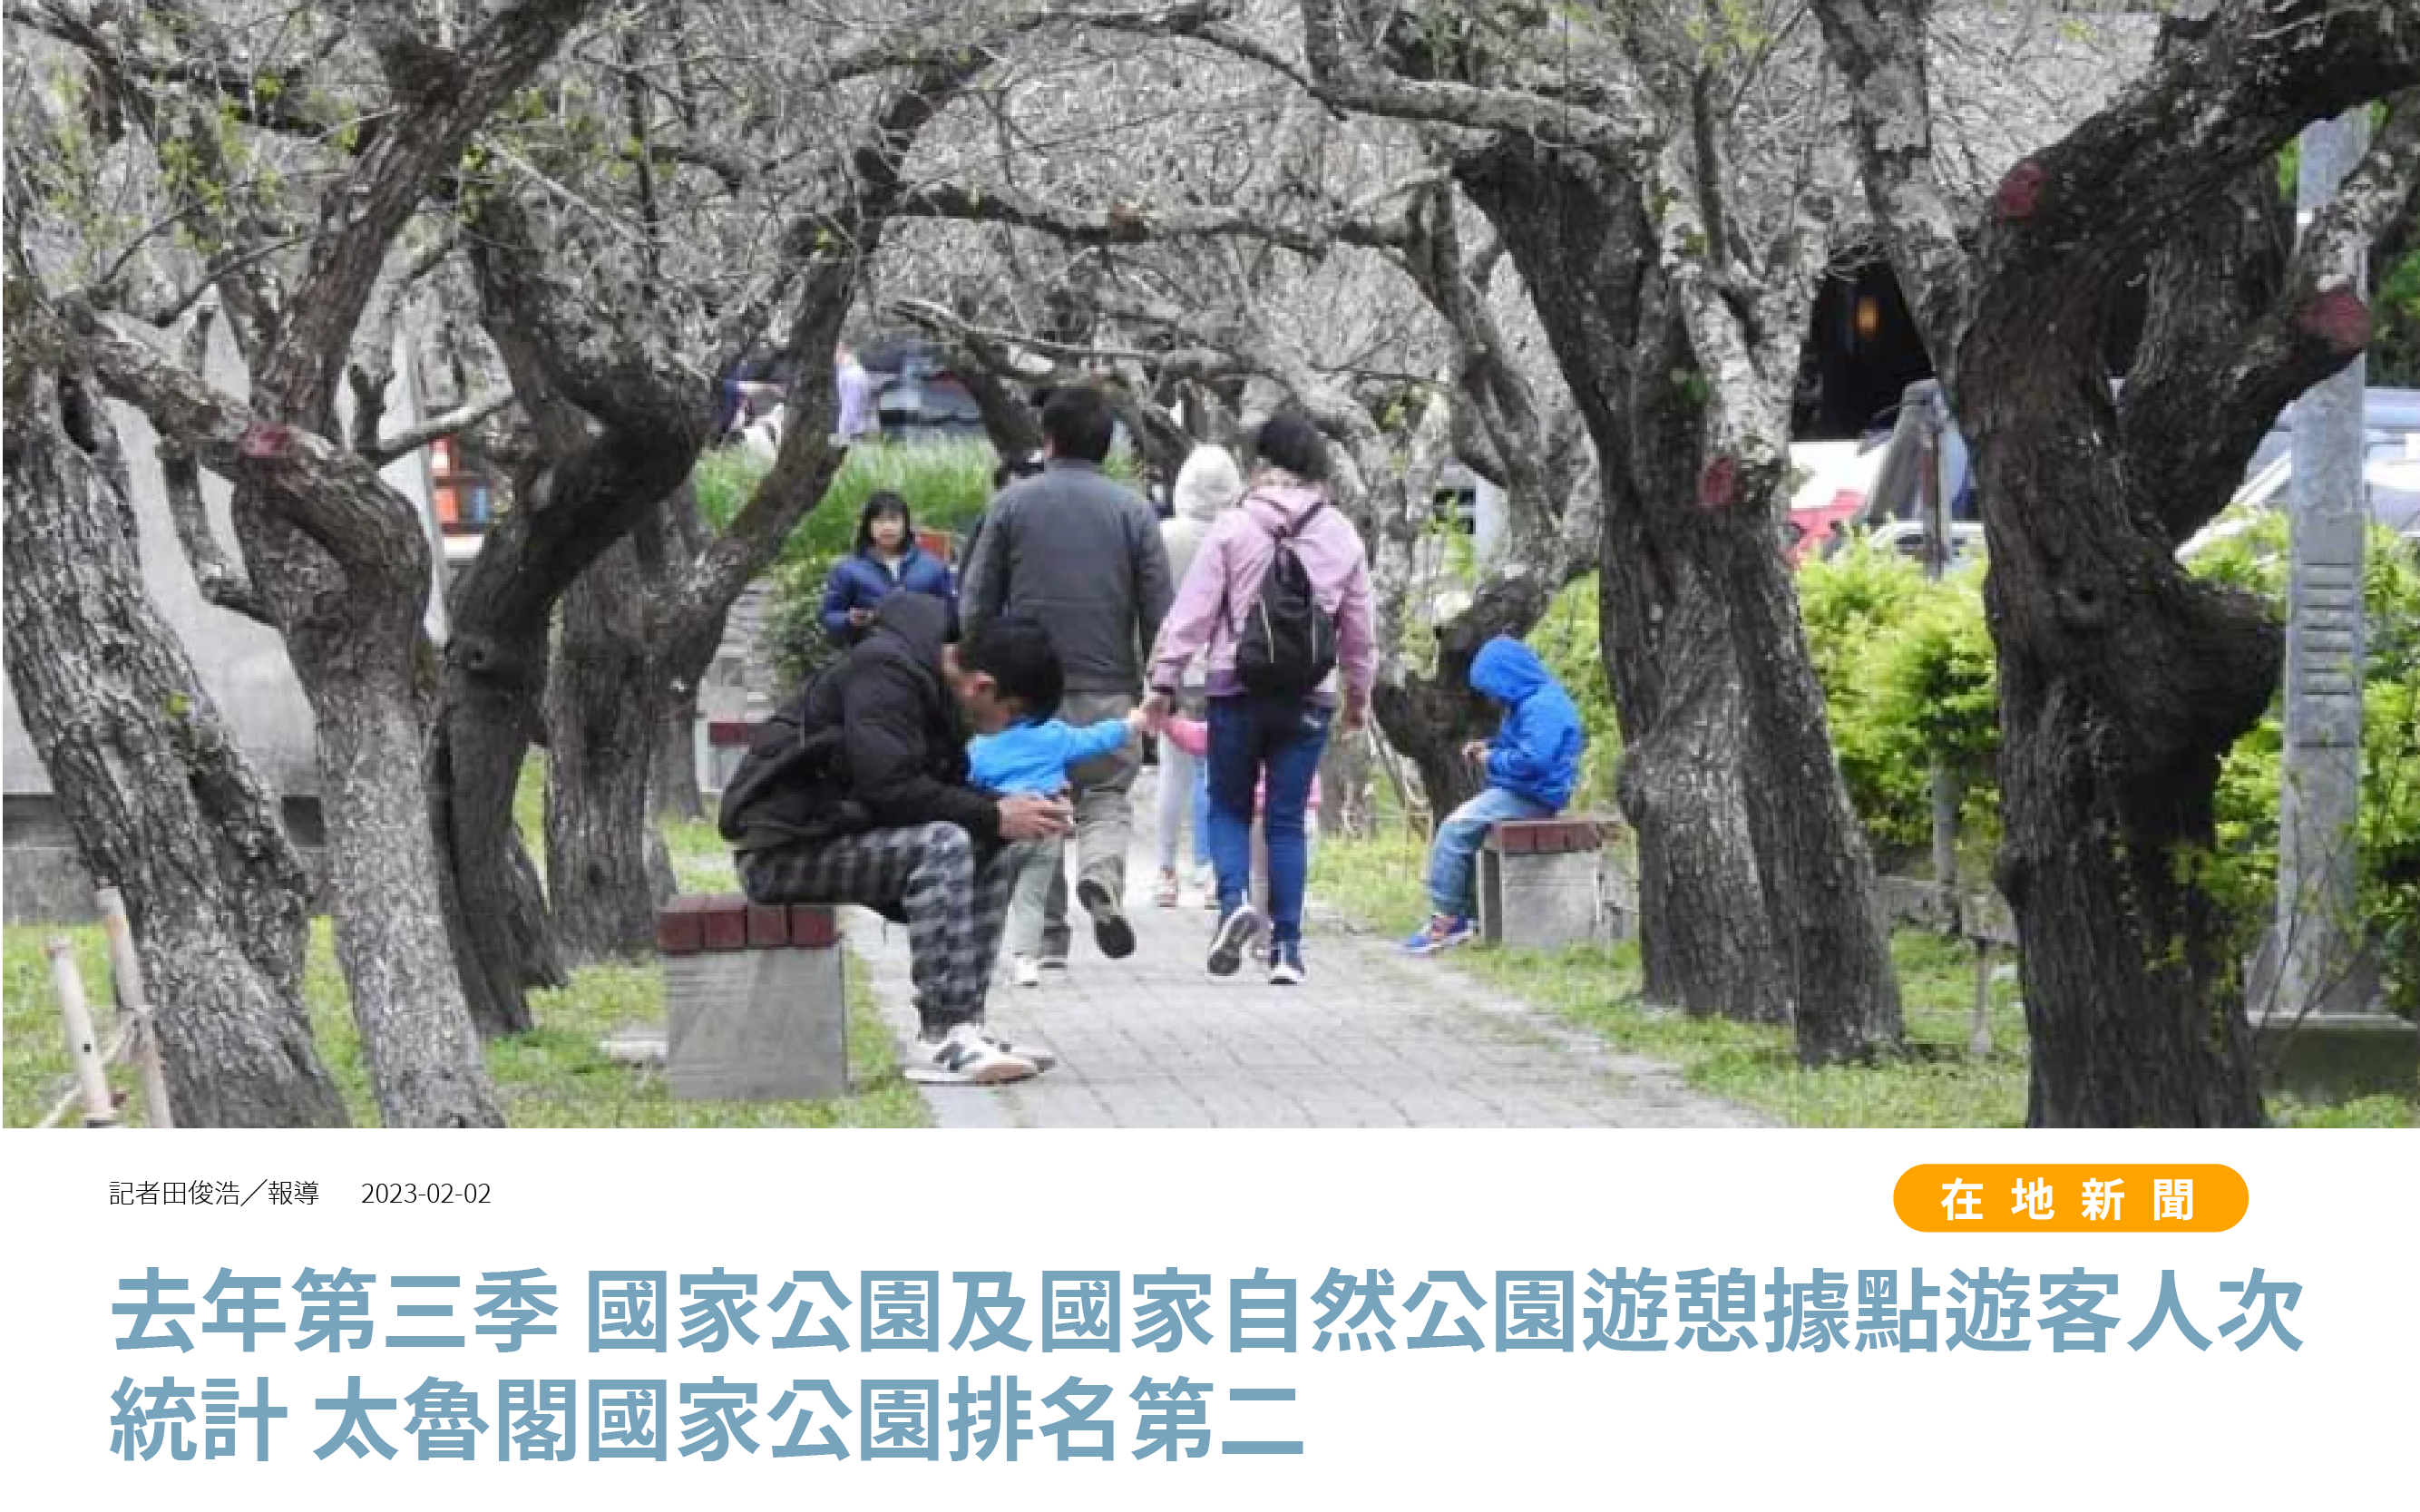 記者田俊浩／報導 2023-02-02
在地新聞
去年第三季 國家公園及國家自然公園遊憩據點遊客人次
統計 太魯閣國家公園排名第二